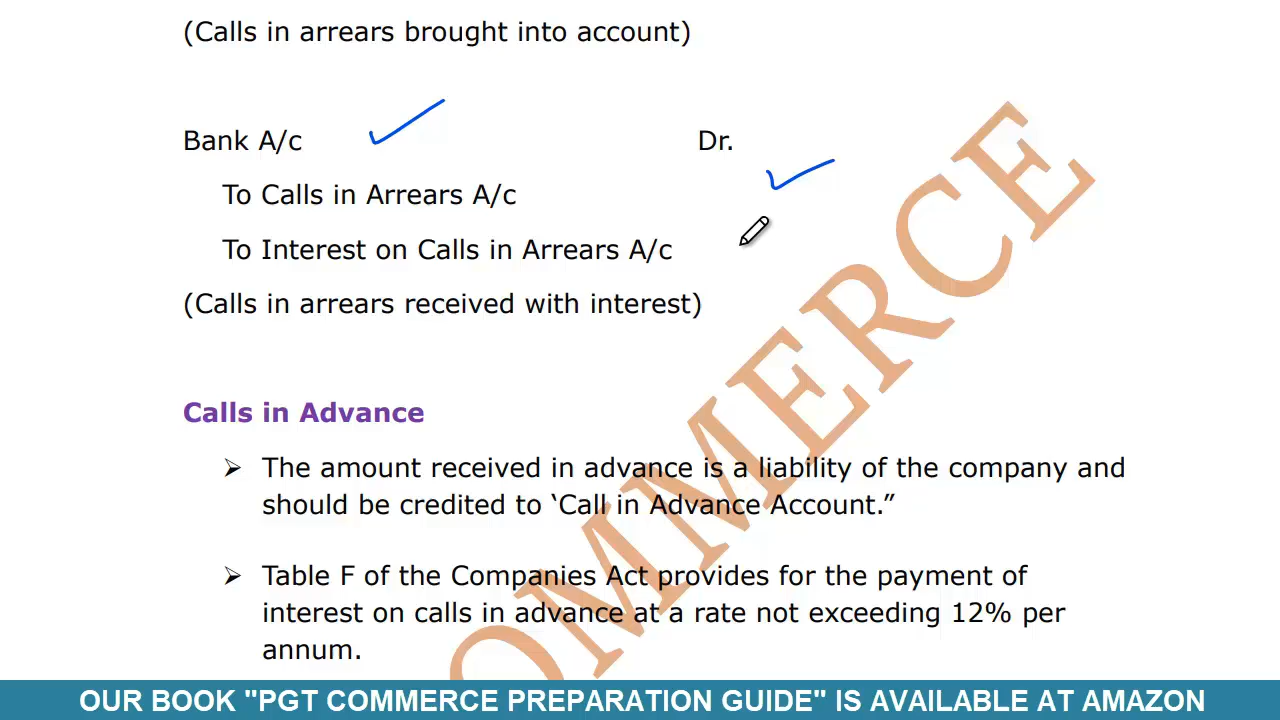 (Calls in arrears brought into account)
Bank A/c Dr.
To Calls in Arrears A/c
To Interest on Calls in Arrears A/c
(Calls in arrears received with interest)
Calls in Advance
➢ The amount received in advance is a liability of the company and
should be credited to ‘Call in Advance Account.”
➢ Table F of the Companies Act provides for the payment of
interest on calls in advance at a rate not exceeding 12% per
annum.
OMMERCE
OUR BOOK "PGT COMMERCE PREPARATION GUIDE" IS AVAILABLE AT AMAZON